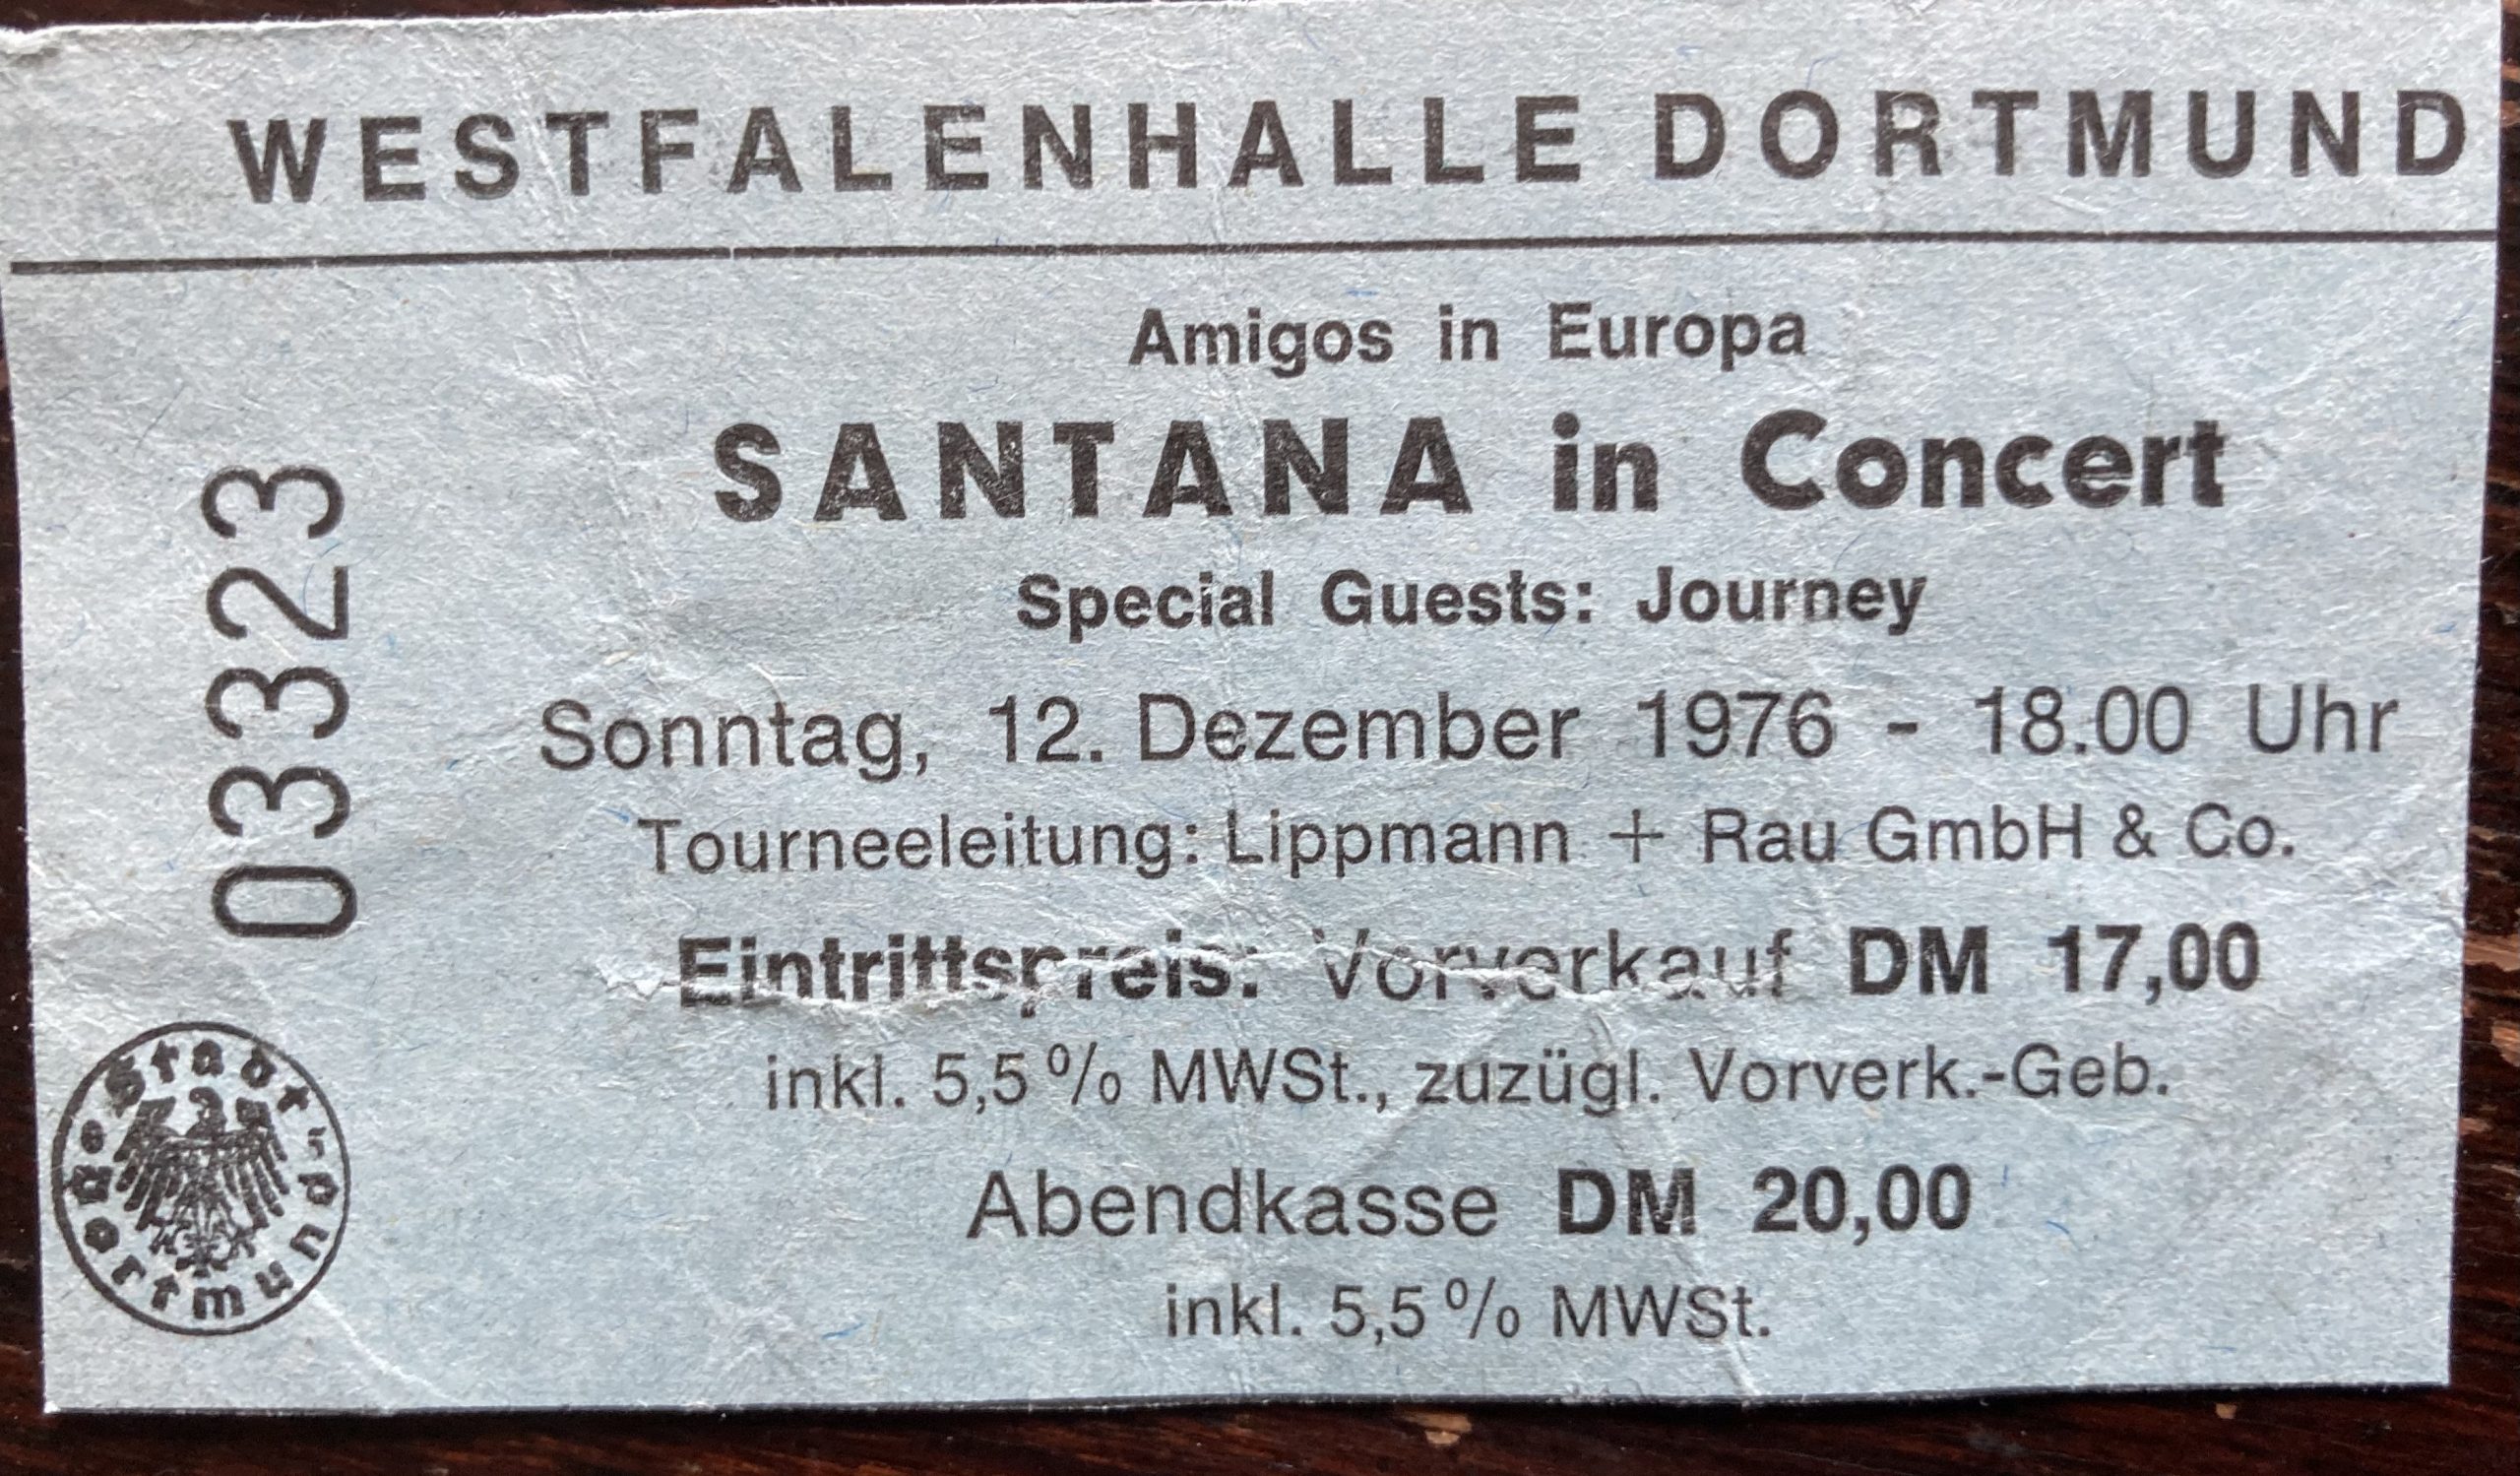 WESTFALENHALLE DORTMUND
Amigos in Europa
SANTANA in Concert
Special Guests: Journey
Sonntag, 12. Dezember 1976 - 18.00 Uhr
Tourneeleitung: Lippmann + Rau GmbH & Co.
Eintrittspreis: Vorverkauf DM 17,00
inkl. 5,5 % MWSt., zuzügl. Vorverk.-Geb.
Abendkasse DM 20,00
inkl. 5,5 % MWSt.
03323
Stadt
Dortmund